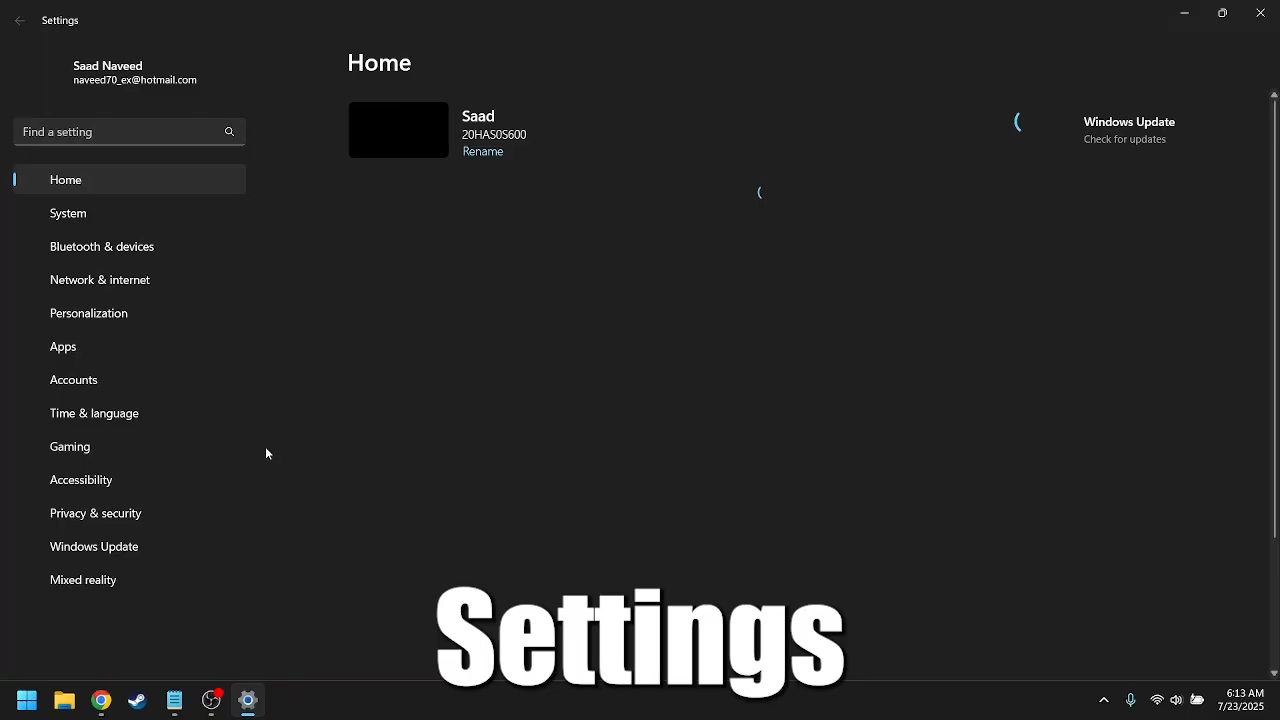 Settings
Saad Naveed
naveed70_ex@hotmail.com
Find a setting
Home
System
Bluetooth & devices
Network & internet
Personalization
Apps
Accounts
Time & language
Gaming
Accessibility
Privacy & security
Windows Update
Mixed reality
Home
Saad
20HAS0S600
Rename
Windows Update
Check for updates
Settings
6:13 AM
7/23/2025